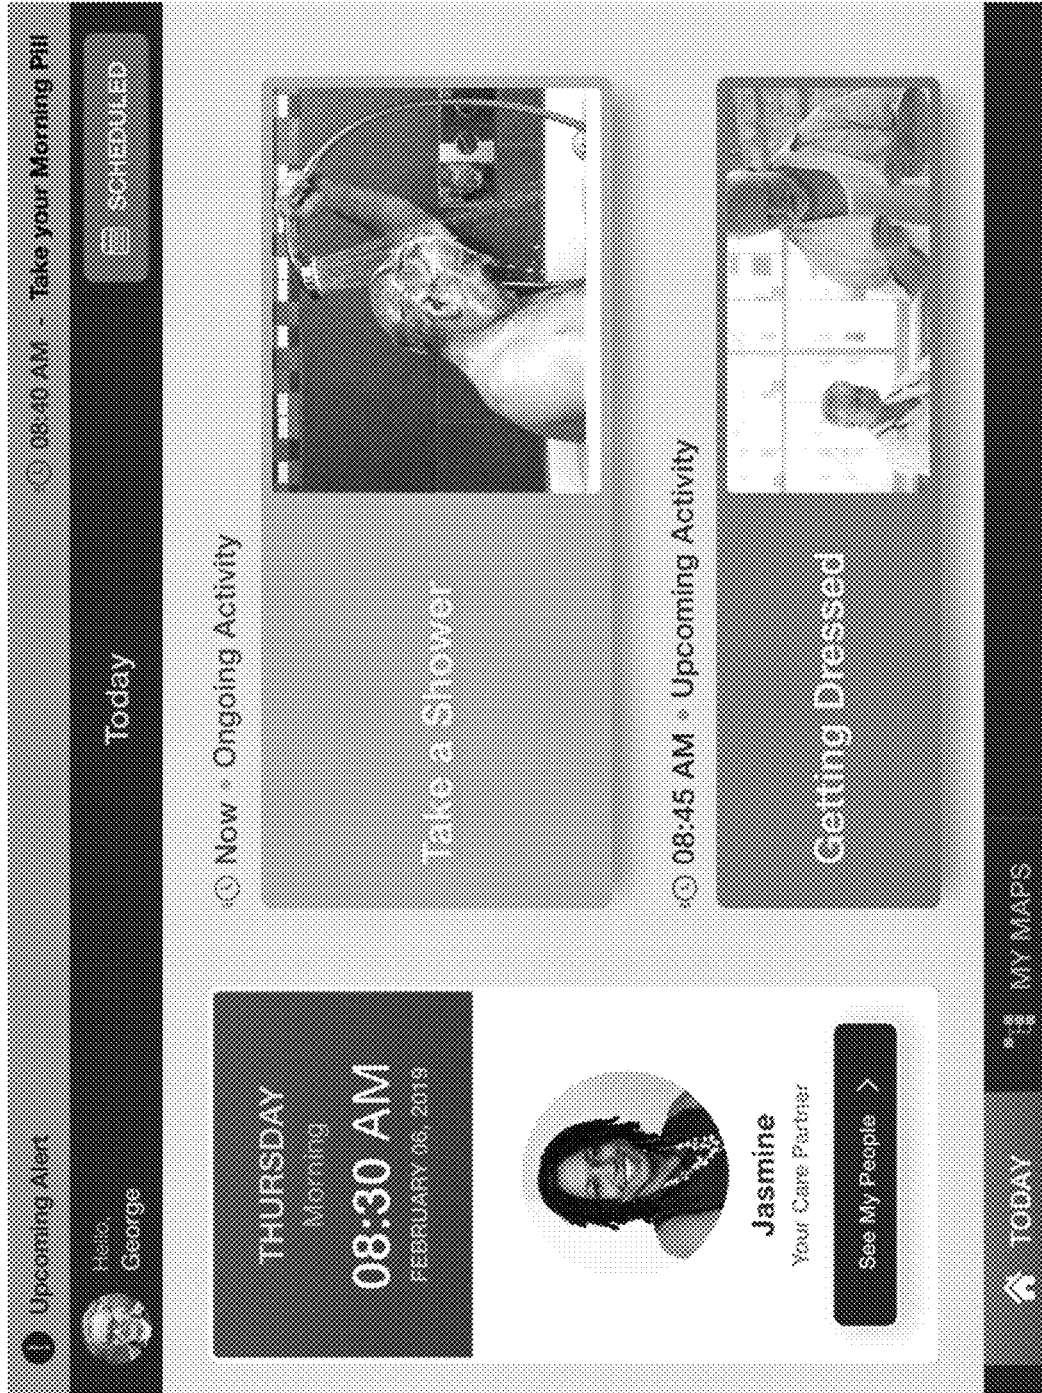 Upcoming Alert
08:40 AM - Take your Morning Pill
Hello,
George
Today
SCHEDULED
THURSDAY
Morning
08:30 AM
FEBRUARY 06, 2019
Jasmine
Your Care Partner
See My People >
Now • Ongoing Activity
Take a Shower
08:45 AM • Upcoming Activity
Getting Dressed
TODAY
MY MAPS